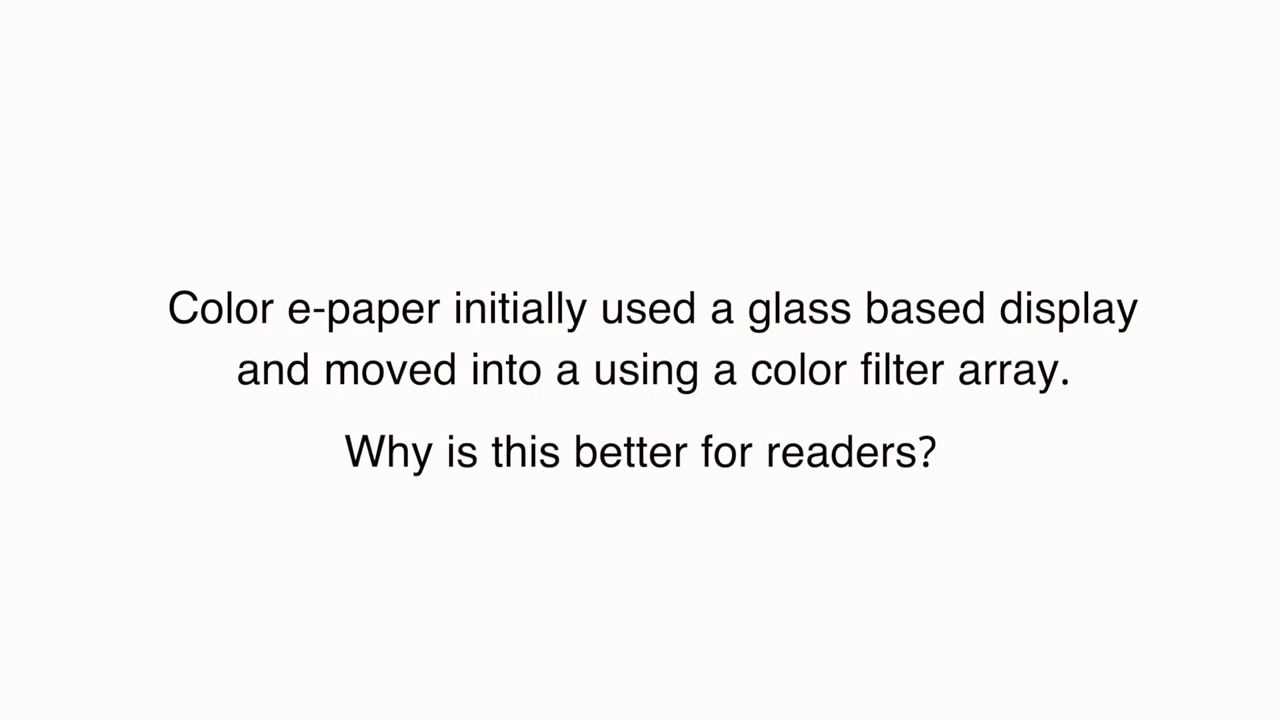 Color e-paper initially used a glass based display
and moved into a using a color filter array.
Why is this better for readers?